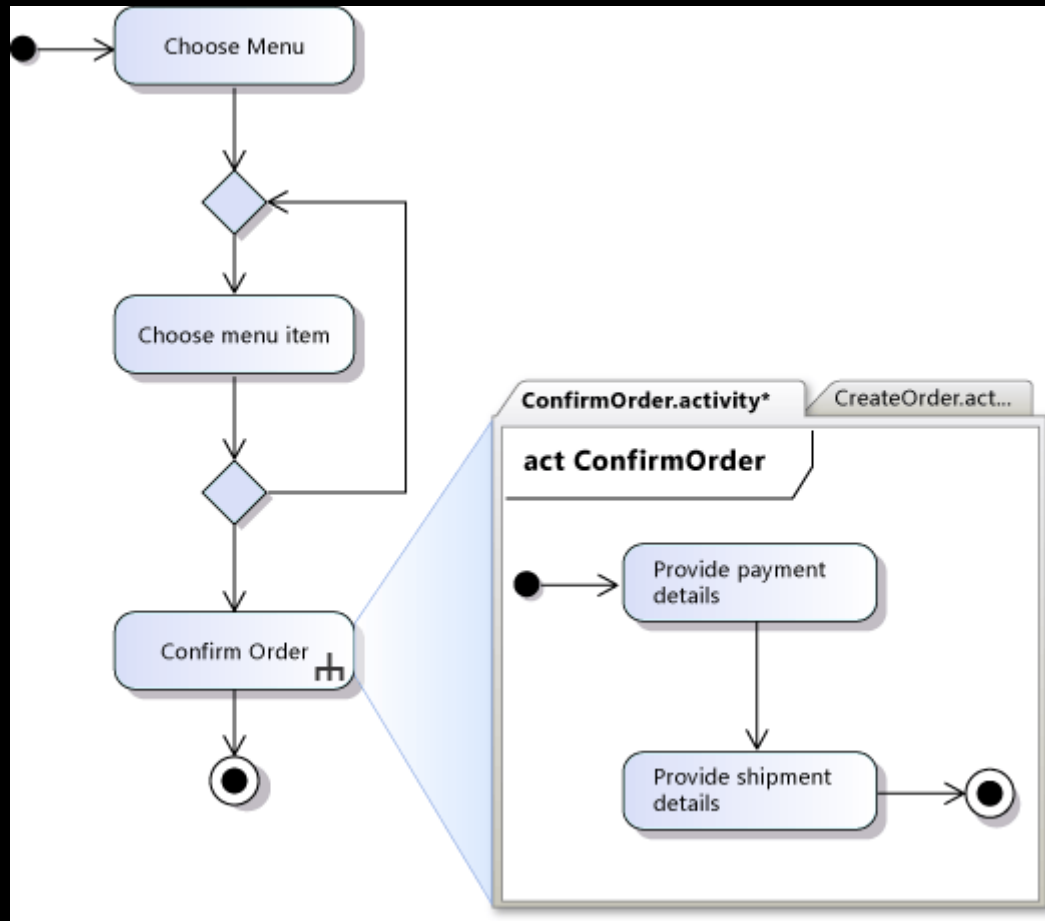 Choose Menu
Choose menu item
Confirm Order
ConfirmOrder.activity*
CreateOrder.act...
act ConfirmOrder
Provide payment
details
Provide shipment
details